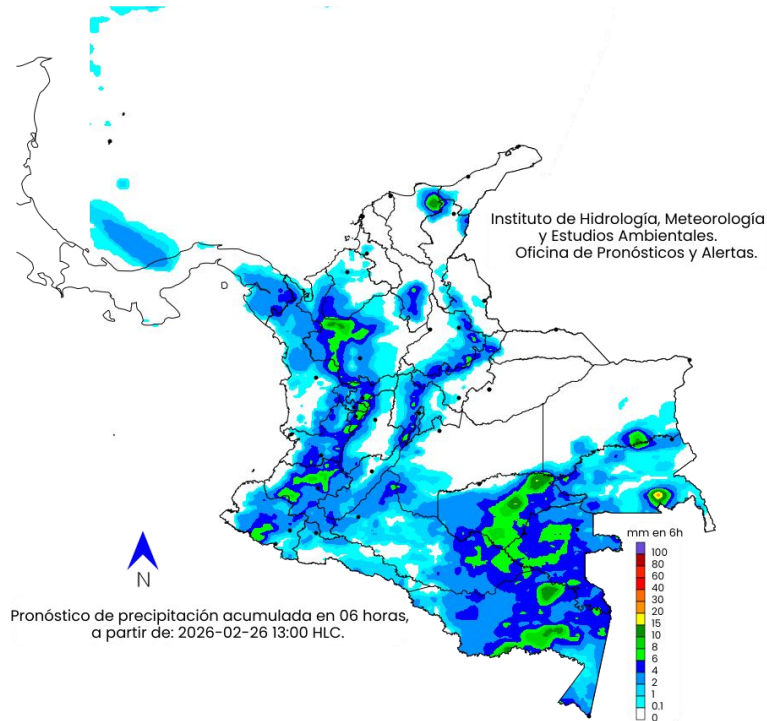 Instituto de Hidrología, Meteorología
y Estudios Ambientales.
Oficina de Pronósticos y Alertas.
mm en 6h
100
80
60
40
30
20
15
10
8
6
4
2
1
0.1
0
N
Pronóstico de precipitación acumulada en 06 horas,
a partir de: 2026-02-26 13:00 HLC.